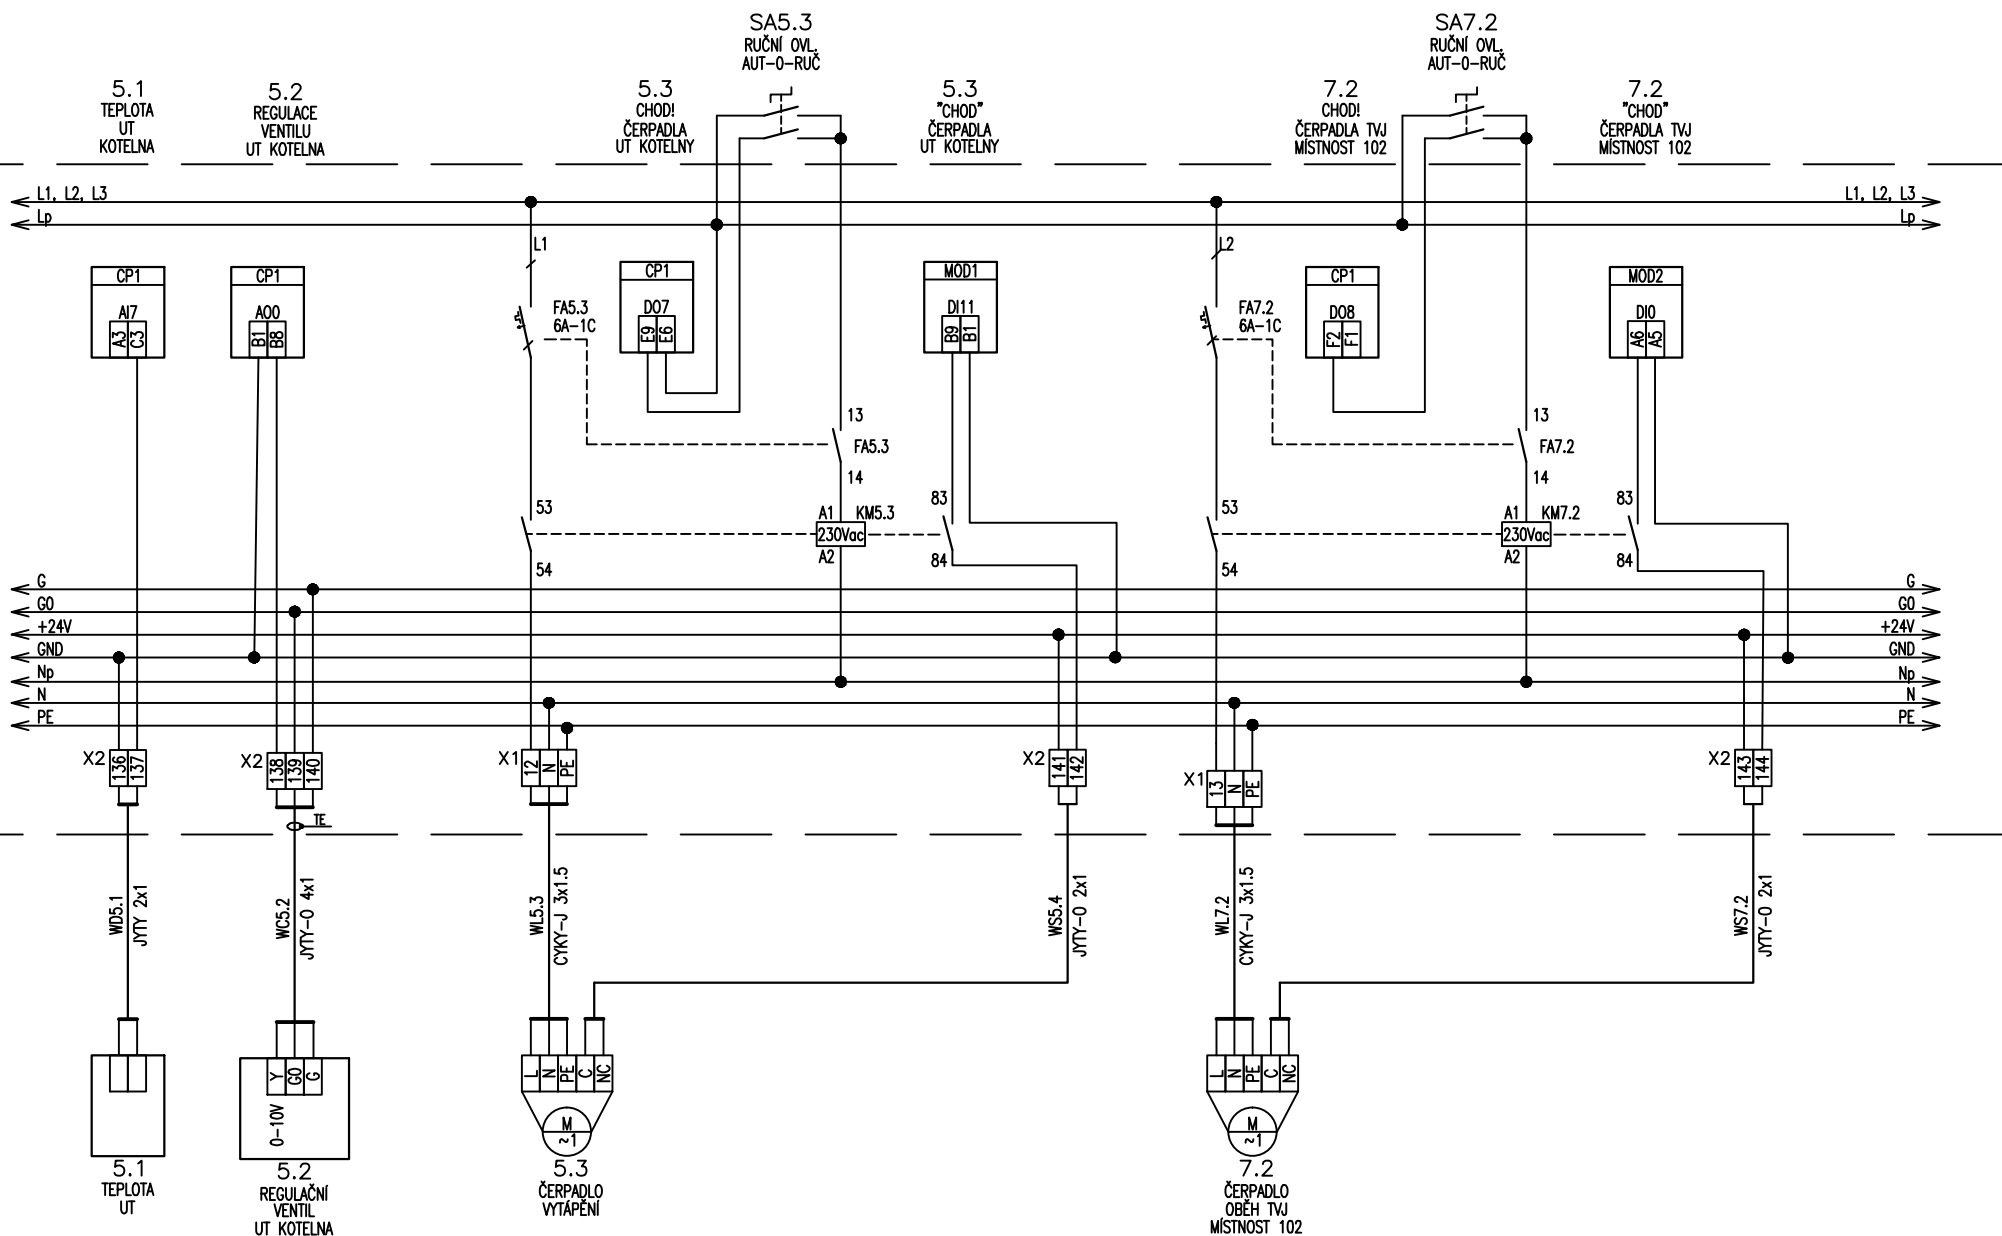 SA5.3
RUČNÍ OVL.
AUT-0-RUČ
SA7.2
RUČNÍ OVL.
AUT-0-RUČ
5.1
TEPLOTA
UT
KOTELNA
5.2
REGULACE
VENTILU
UT KOTELNA
5.3
CHOD!
ČERPADLA
UT KOTELNY
5.3
"CHOD"
ČERPADLA
UT KOTELNY
7.2
CHOD!
ČERPADLA TVJ
MÍSTNOST 102
7.2
"CHOD"
ČERPADLA TVJ
MÍSTNOST 102
L1, L2, L3
L1, L2, L3
Lp
Lp
L1
L2
CP1
AI7
A3
C3
CP1
AO0
B1
B8
FA5.3
6A-1C
CP1
DO7
E9
E6
MOD1
DI11
B9
B1
FA7.2
6A-1C
CP1
DO8
F2
F1
MOD2
DI0
A6
A5
13
FA5.3
14
13
FA7.2
14
53
54
A1
KM5.3
230Vac
A2
83
84
53
54
A1
KM7.2
230Vac
A2
83
84
G
G
G0
G0
+24V
+24V
GND
GND
Np
Np
N
N
PE
PE
X2
136
137
X2
138
139
140
X1
12
N
PE
X2
141
142
X1
13
N
PE
X2
143
144
TE
WD5.1
JYTY 2x1
WC5.2
JYTY-O 4x1
WL5.3
CYKY-J 3x1.5
WS5.4
JYTY-O 2x1
WL7.2
CYKY-J 3x1.5
WS7.2
JYTY-O 2x1
Y
G0
G
0-10V
L
N
PE
C
NC
M
~1
L
N
PE
C
NC
M
~1
5.1
TEPLOTA
UT
5.2
REGULAČNÍ
VENTIL
UT KOTELNA
5.3
ČERPADLO
VYTÁPĚNÍ
7.2
ČERPADLO
OBĚH TVJ
MÍSTNOST 102